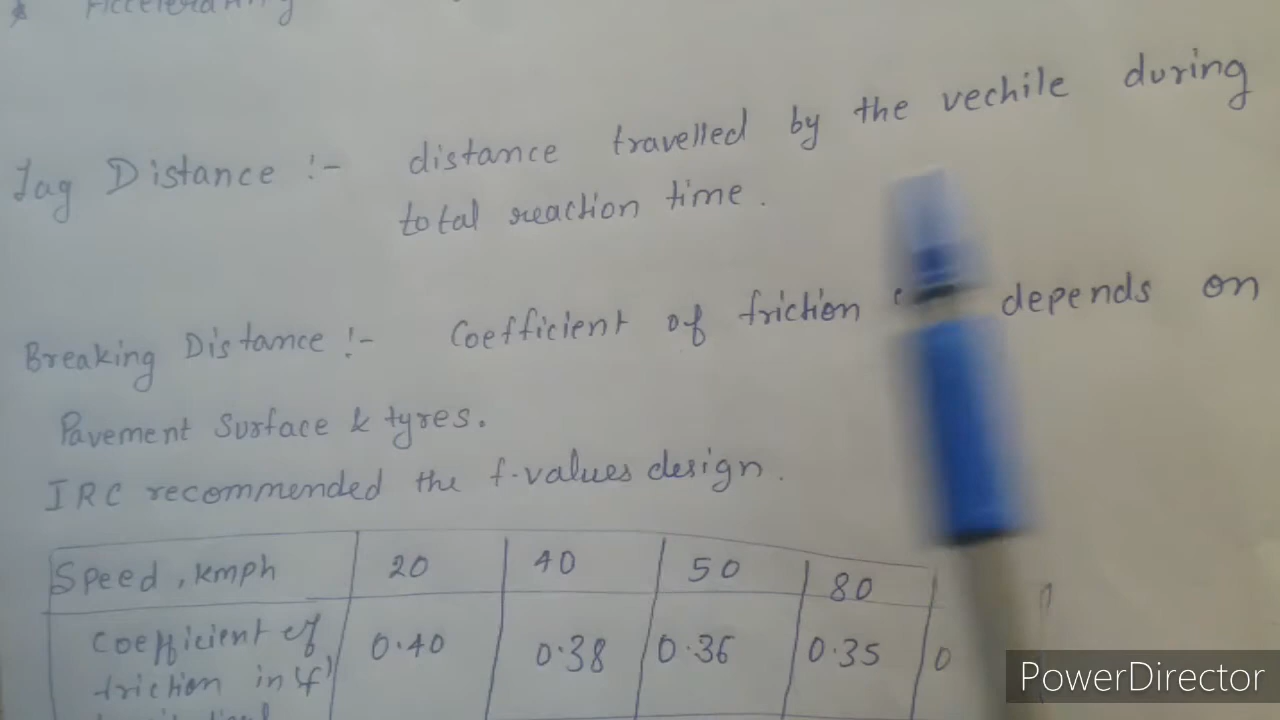 Accelerating
Lag Distance :- distance travelled by the vechile during
total reaction time.
Breaking Distance :- Coefficient of friction depends on
Pavement Surface & tyres.
IRC recommended the f-values design.
Speed, kmph 20 40 50 80
Coefficient of 0.40 0.38 0.36 0.35 0
friction in 'f'
PowerDirector